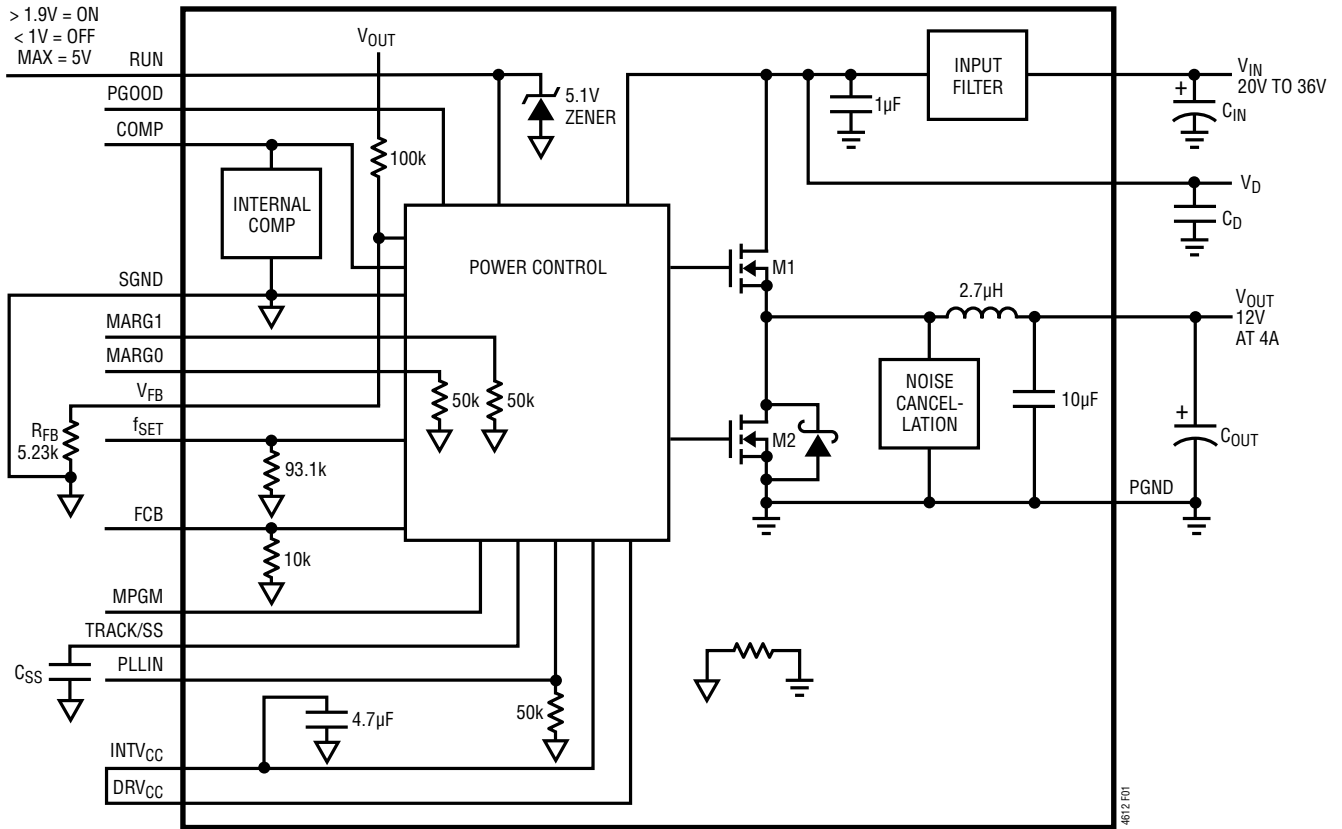 > 1.9V = ON
< 1V = OFF
MAX = 5V
RUN
PGOOD
COMP
SGND
MARG1
MARG0
VFB
fSET
FCB
MPGM
TRACK/SS
PLLIN
INTVCC
DRVCC
RFB
5.23k
CSS
VOUT
100k
5.1V
ZENER
INTERNAL
COMP
POWER CONTROL
50k
50k
93.1k
10k
4.7µF
50k
1µF
INPUT
FILTER
M1
M2
2.7µH
NOISE
CANCEL-
LATION
10µF
VIN
20V TO 36V
+
CIN
VD
CD
VOUT
12V
AT 4A
+
COUT
PGND
4612 F01